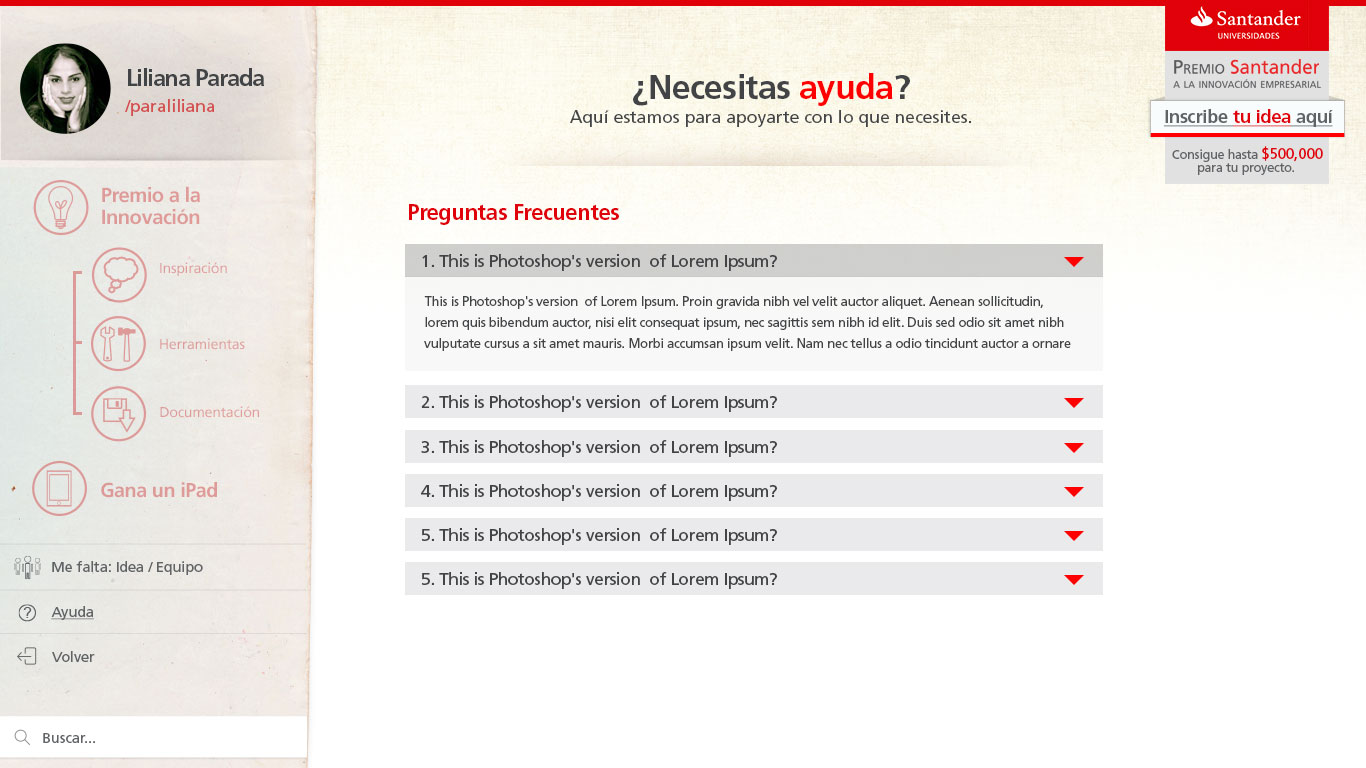 Liliana Parada
/paraliliana
Premio a la
Innovación
Inspiración
Herramientas
Documentación
Gana un iPad
Me falta: Idea / Equipo
Ayuda
Volver
Buscar...
¿Necesitas ayuda?
Aquí estamos para apoyarte con lo que necesites.
Preguntas Frecuentes
1. This is Photoshop's version  of Lorem Ipsum?
This is Photoshop's version  of Lorem Ipsum. Proin gravida nibh vel velit auctor aliquet. Aenean sollicitudin,
lorem quis bibendum auctor, nisi elit consequat ipsum, nec sagittis sem nibh id elit. Duis sed odio sit amet nibh
vulputate cursus a sit amet mauris. Morbi accumsan ipsum velit. Nam nec tellus a odio tincidunt auctor a ornare
2. This is Photoshop's version  of Lorem Ipsum?
3. This is Photoshop's version  of Lorem Ipsum?
4. This is Photoshop's version  of Lorem Ipsum?
5. This is Photoshop's version  of Lorem Ipsum?
5. This is Photoshop's version  of Lorem Ipsum?
Santander
UNIVERSIDADES
PREMIO Santander
A LA INNOVACIÓN EMPRESARIAL
Inscribe tu idea aquí
Consigue hasta $500,000
para tu proyecto.